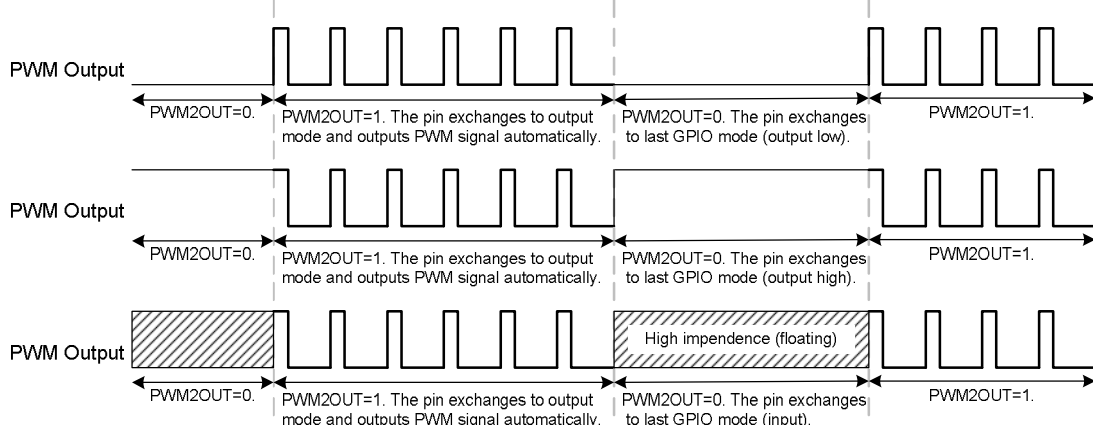 PWM Output
PWM2OUT=0.
PWM2OUT=1. The pin exchanges to output
mode and outputs PWM signal automatically.
PWM2OUT=0. The pin exchanges
to last GPIO mode (output low).
PWM2OUT=1.
PWM Output
PWM2OUT=0.
PWM2OUT=1. The pin exchanges to output
mode and outputs PWM signal automatically.
PWM2OUT=0. The pin exchanges
to last GPIO mode (output high).
PWM2OUT=1.
PWM Output
High impendence (floating)
PWM2OUT=0.
PWM2OUT=1. The pin exchanges to output
mode and outputs PWM signal automatically.
PWM2OUT=0. The pin exchanges
to last GPIO mode (input).
PWM2OUT=1.